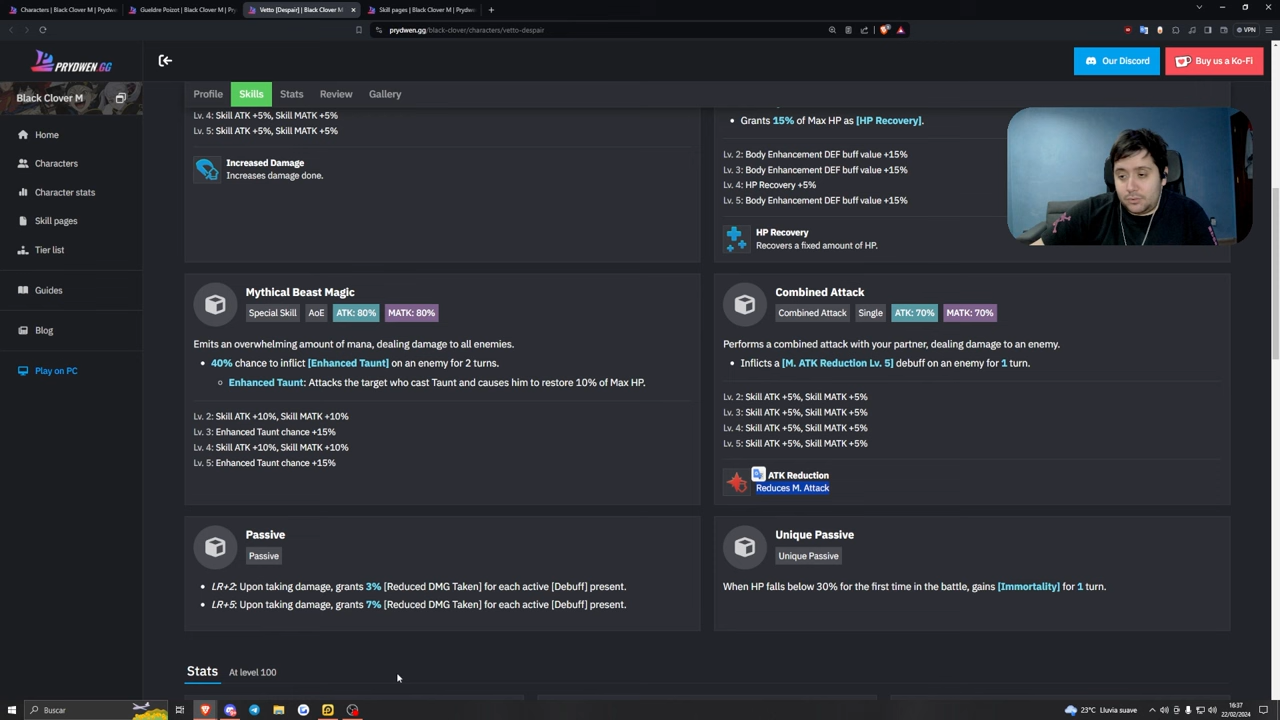 Characters | Black Clover M | Prydw
Gueldre Poizot | Black Clover M | Pr
Vetto [Despair] | Black Clover M
Skill pages | Black Clover M | Prydwen
prydwen.gg/black-clover/characters/vetto-despair
VPN
PRYDWEN.GG
Our Discord
Buy us a Ko-Fi
Black Clover M
Home
Characters
Character stats
Skill pages
Tier list
Guides
Blog
Play on PC
Profile
Skills
Stats
Review
Gallery
Lv. 4: Skill ATK +5%, Skill MATK +5%
Lv. 5: Skill ATK +5%, Skill MATK +5%
Increased Damage
Increases damage done.
Grants 15% of Max HP as [HP Recovery].
Lv. 2: Body Enhancement DEF buff value +15%
Lv. 3: Body Enhancement DEF buff value +15%
Lv. 4: HP Recovery +5%
Lv. 5: Body Enhancement DEF buff value +15%
HP Recovery
Recovers a fixed amount of HP.
Mythical Beast Magic
Special Skill AoE ATK: 80% MATK: 80%
Emits an overwhelming amount of mana, dealing damage to all enemies.
40% chance to inflict [Enhanced Taunt] on an enemy for 2 turns.
Enhanced Taunt: Attacks the target who cast Taunt and causes him to restore 10% of Max HP.
Lv. 2: Skill ATK +10%, Skill MATK +10%
Lv. 3: Enhanced Taunt chance +15%
Lv. 4: Skill ATK +10%, Skill MATK +10%
Lv. 5: Enhanced Taunt chance +15%
Combined Attack
Combined Attack Single ATK: 70% MATK: 70%
Performs a combined attack with your partner, dealing damage to an enemy.
Inflicts a [M. ATK Reduction Lv. 5] debuff on an enemy for 1 turn.
Lv. 2: Skill ATK +5%, Skill MATK +5%
Lv. 3: Skill ATK +5%, Skill MATK +5%
Lv. 4: Skill ATK +5%, Skill MATK +5%
Lv. 5: Skill ATK +5%, Skill MATK +5%
ATK Reduction
Reduces M. Attack
Passive
Passive
LR+2: Upon taking damage, grants 3% [Reduced DMG Taken] for each active [Debuff] present.
LR+5: Upon taking damage, grants 7% [Reduced DMG Taken] for each active [Debuff] present.
Unique Passive
Unique Passive
When HP falls below 30% for the first time in the battle, gains [Immortality] for 1 turn.
Stats At level 100
Buscar
23°C Lluvia suave
16:37
22/02/2024